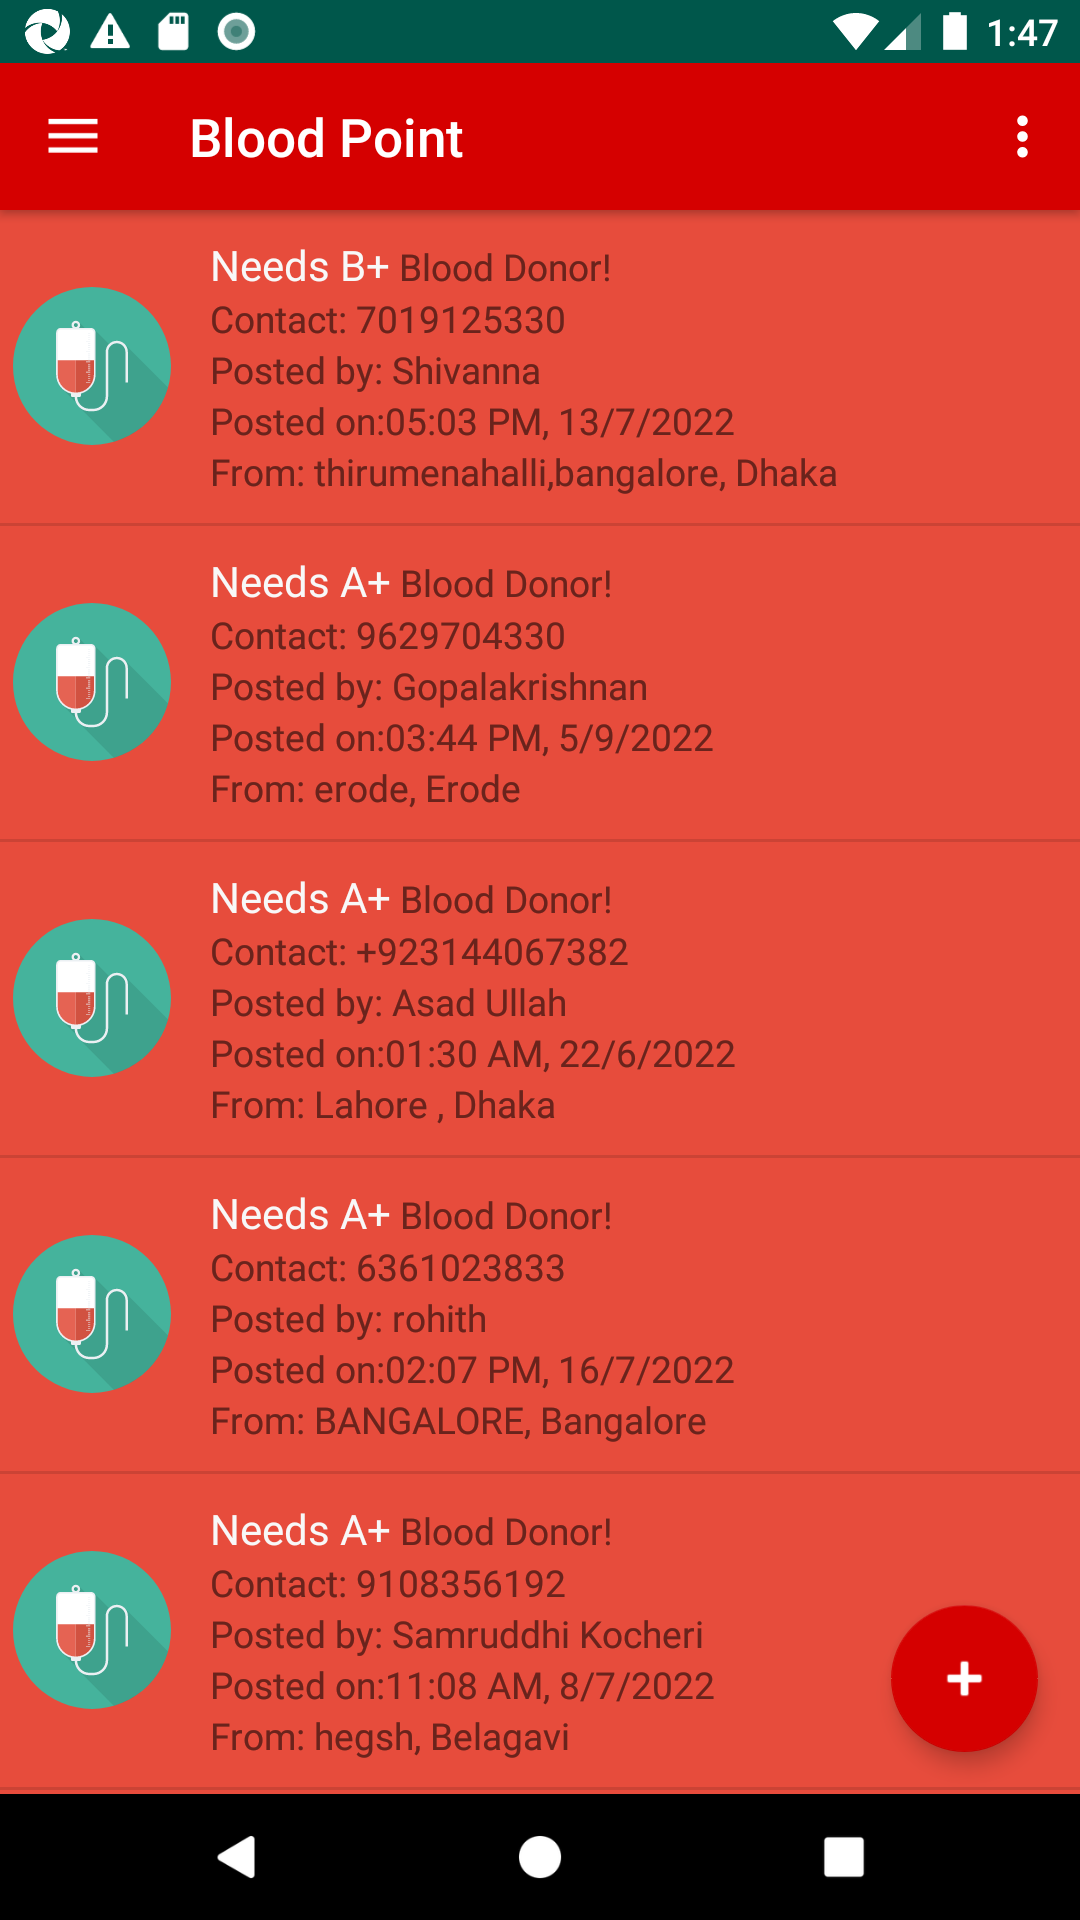 1:47
Blood Point
Needs B+ Blood Donor!
Contact: 7019125330
Posted by: Shivanna
Posted on:05:03 PM, 13/7/2022
From: thirumenahalli,bangalore, Dhaka
Needs A+ Blood Donor!
Contact: 9629704330
Posted by: Gopalakrishnan
Posted on:03:44 PM, 5/9/2022
From: erode, Erode
Needs A+ Blood Donor!
Contact: +923144067382
Posted by: Asad Ullah
Posted on:01:30 AM, 22/6/2022
From: Lahore , Dhaka
Needs A+ Blood Donor!
Contact: 6361023833
Posted by: rohith
Posted on:02:07 PM, 16/7/2022
From: BANGALORE, Bangalore
Needs A+ Blood Donor!
Contact: 9108356192
Posted by: Samruddhi Kocheri
Posted on:11:08 AM, 8/7/2022
From: hegsh, Belagavi